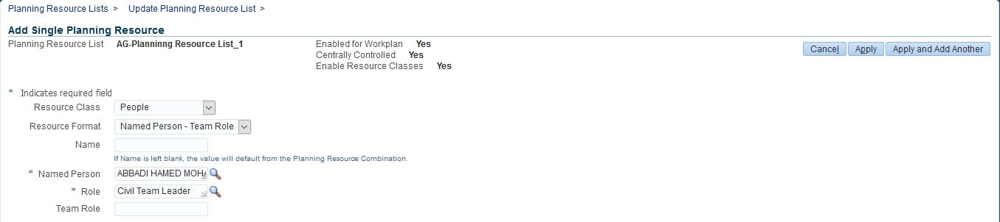 Planning Resource Lists > Update Planning Resource List >
Add Single Planning Resource
Planning Resource List AG-Planninng Resource List_1
Enabled for Workplan Yes
Centrally Controlled Yes
Enable Resource Classes Yes
Cancel Apply Apply and Add Another
* Indicates required field
Resource Class People
Resource Format Named Person - Team Role
Name
If Name is left blank, the value will default from the Planning Resource Combination.
* Named Person ABBADI HAMED MOHA
* Role Civil Team Leader
Team Role